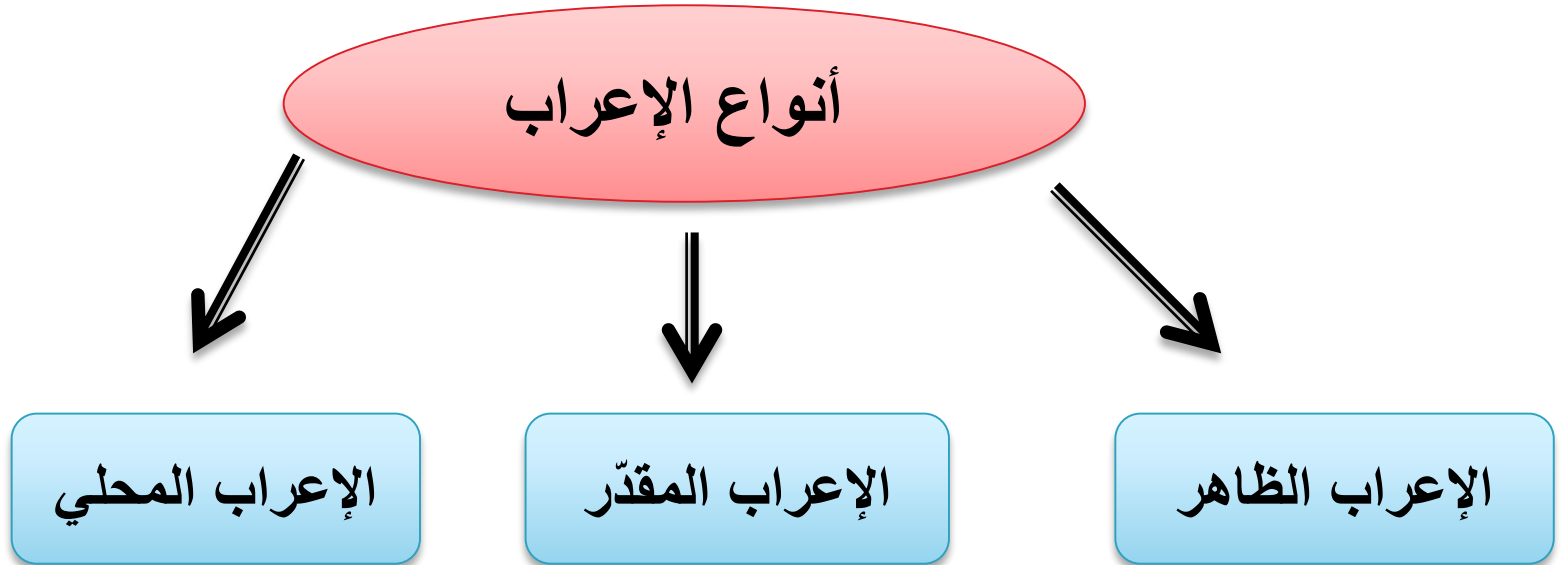 أنواع الإعراب
الإعراب الظاهر
الإعراب المقدّر
الإعراب المحلي